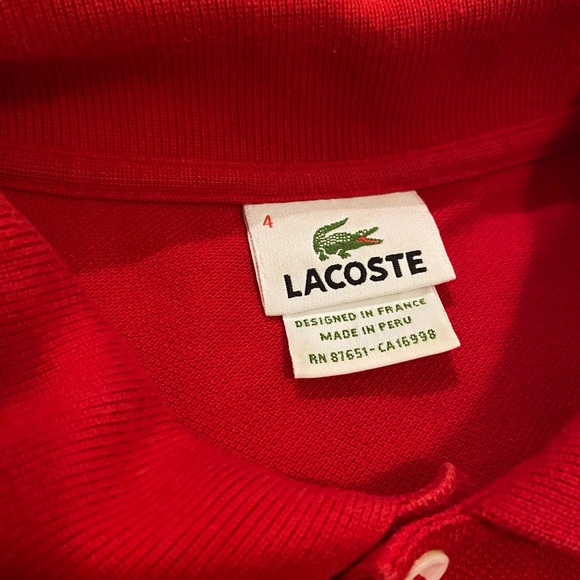 4
LACOSTE
DESIGNED IN FRANCE
MADE IN PERU
RN 87651-CA16998